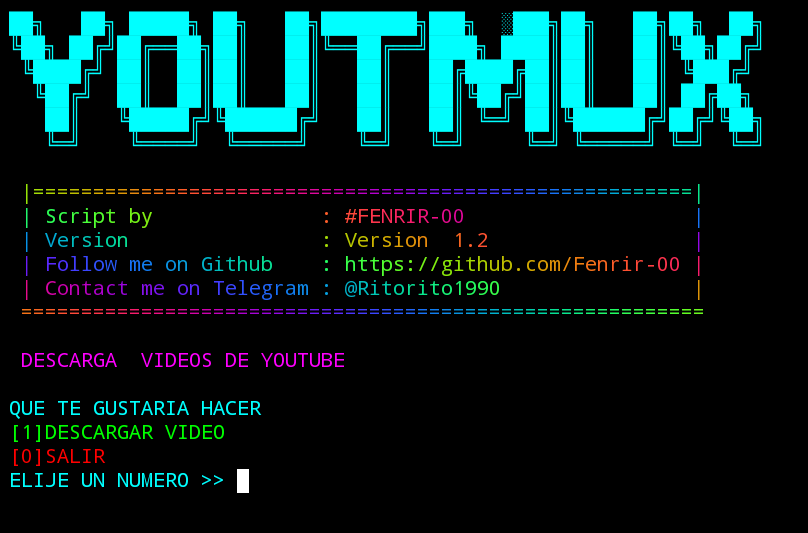 YOUTMUX
|=======================================================|
| Script by : #FENRIR-00 |
| Version : Version 1.2 |
| Follow me on Github : https://github.com/Fenrir-00 |
| Contact me on Telegram : @Ritorito1990 |
=========================================================
DESCARGA VIDEOS DE YOUTUBE
QUE TE GUSTARIA HACER
[1]DESCARGAR VIDEO
[0]SALIR
ELIJE UN NUMERO >>